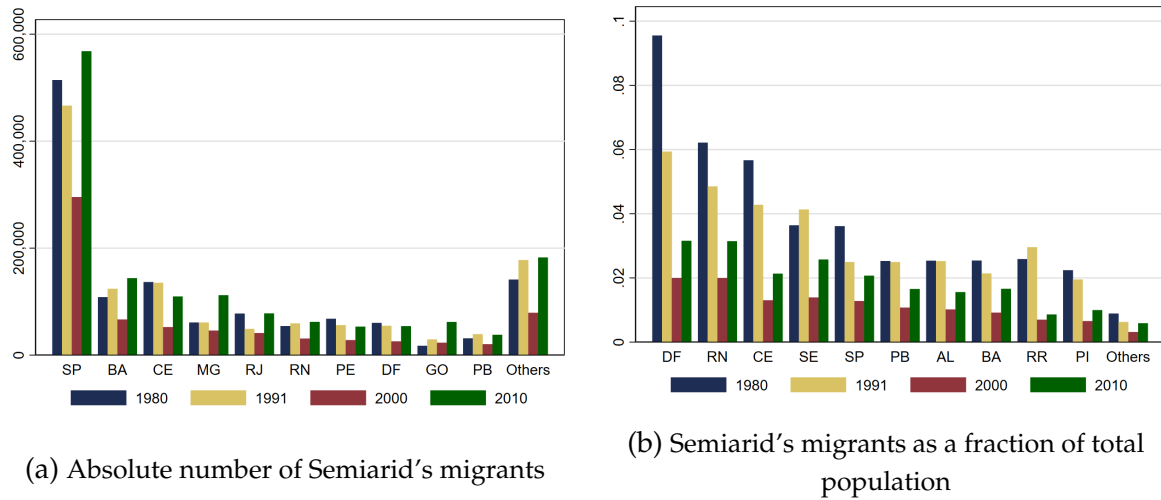 600,000
400,000
200,000
0
SP BA CE MG RJ RN PE DF GO PB Others
1980 1991 2000 2010
(a) Absolute number of Semiarid's migrants
.1
.08
.06
.04
.02
0
DF RN CE SE SP PB AL BA RR PI Others
1980 1991 2000 2010
(b) Semiarid's migrants as a fraction of total
population